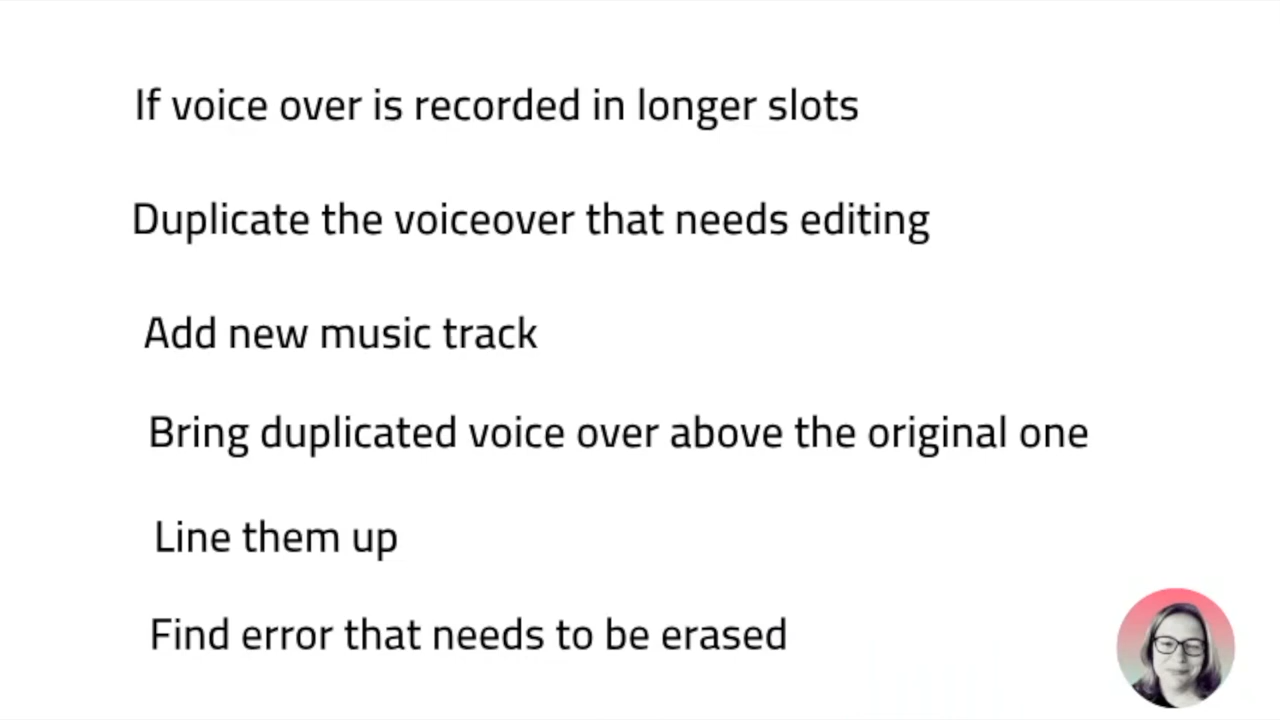 If voice over is recorded in longer slots
Duplicate the voiceover that needs editing
Add new music track
Bring duplicated voice over above the original one
Line them up
Find error that needs to be erased